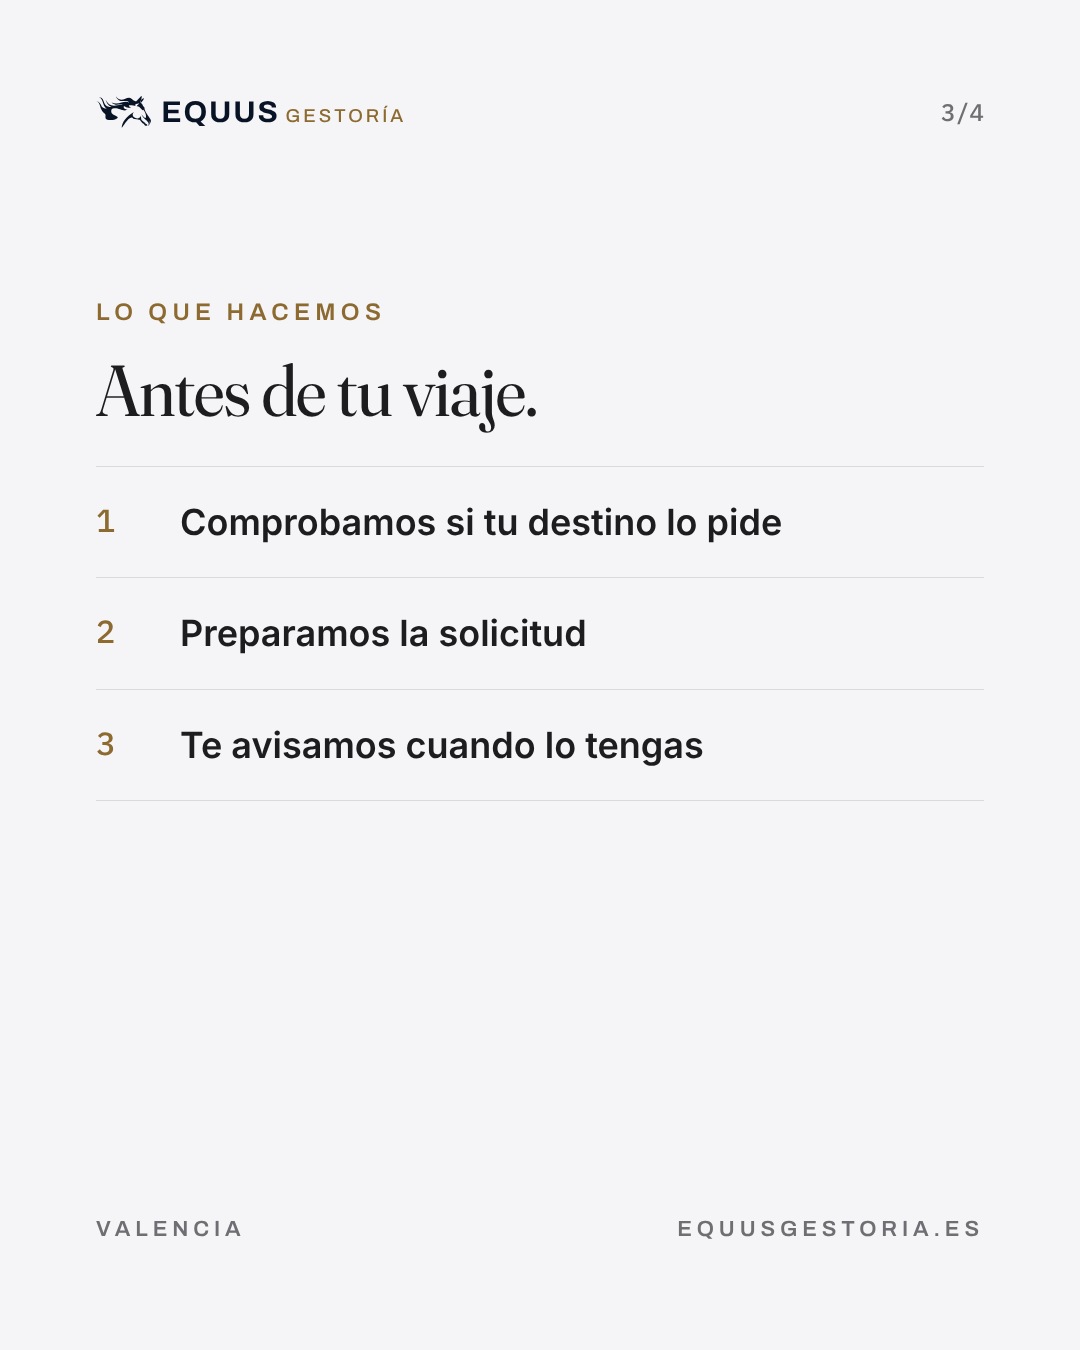 EQUUS GESTORÍA
3/4
LO QUE HACEMOS
Antes de tu viaje.
1 Comprobamos si tu destino lo pide
2 Preparamos la solicitud
3 Te avisamos cuando lo tengas
VALENCIA
EQUUSGESTORIA.ES